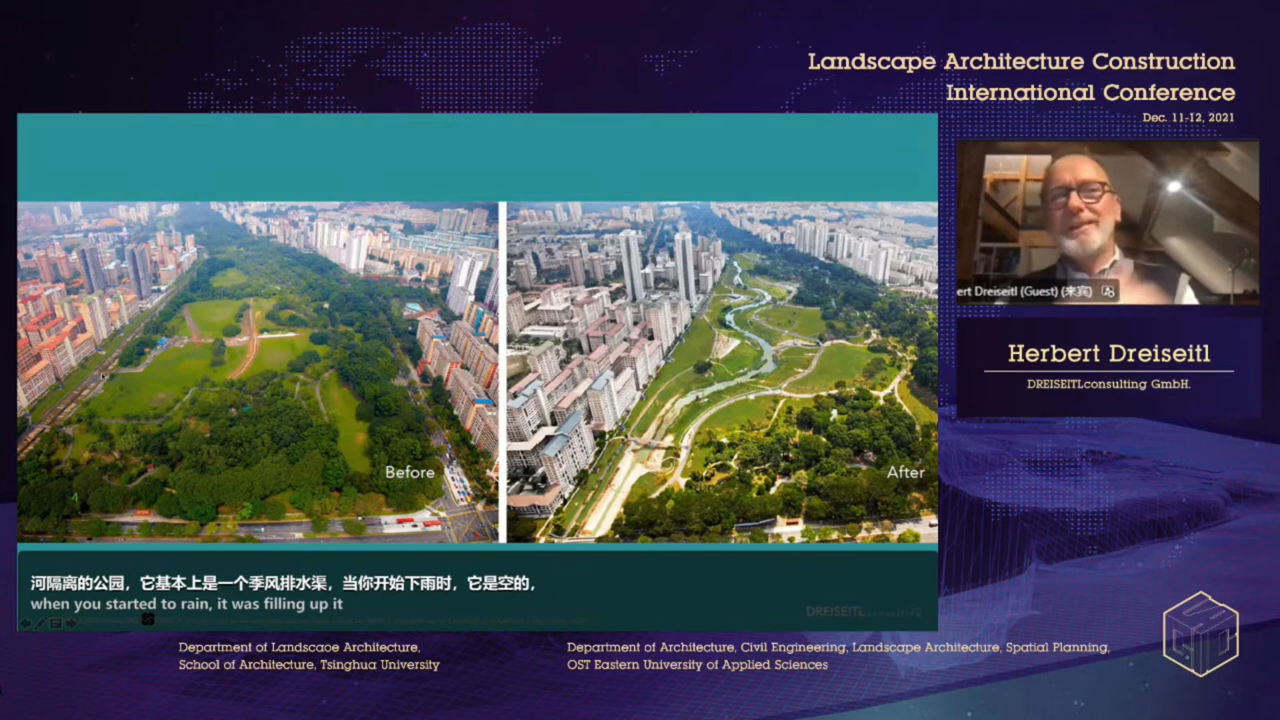 Landscape Architecture Construction
International Conference
Dec. 11-12, 2021
ert Dreiseitl (Guest) (来宾)
Herbert Dreiseitl
DREISEITLconsulting GmbH.
Before
After
河隔离的公园，它基本上是一个季风排水渠，当你开始下雨时，它是空的，
when you started to rain, it was filling up it
DREISEITL consulting
Department of Landscape Architecture,
School of Architecture, Tsinghua University
Department of Architecture, Civil Engineering, Landscape Architecture, Spatial Planning,
OST Eastern University of Applied Sciences